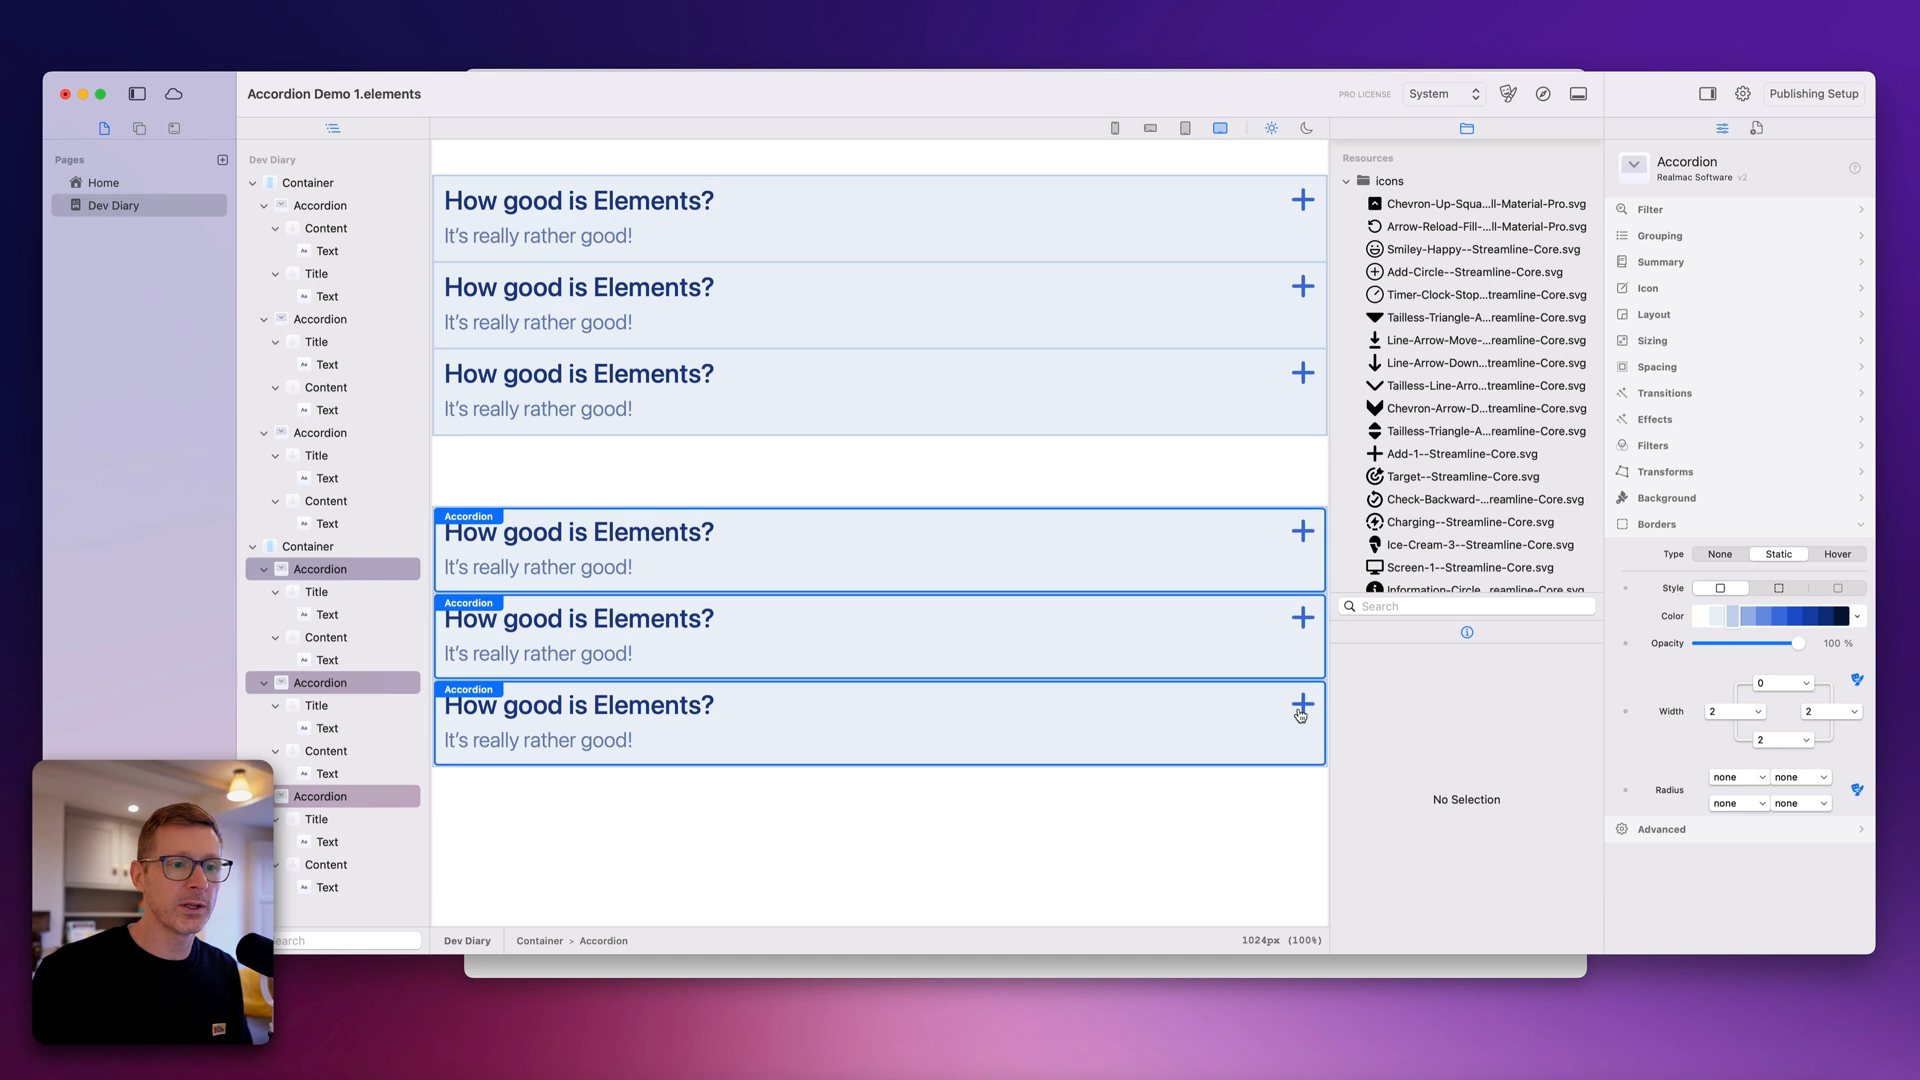 Accordion Demo 1.elements
PRO LICENSE
System
Publishing Setup
Pages
Home
Dev Diary
Dev Diary
Container
Accordion
Content
Text
Title
Text
Accordion
Title
Text
Content
Text
Accordion
Title
Text
Content
Text
Container
Accordion
Title
Text
Content
Text
Accordion
Title
Text
Content
Text
Accordion
Title
Text
Content
Text
How good is Elements?
It's really rather good!
How good is Elements?
It's really rather good!
How good is Elements?
It's really rather good!
Accordion
How good is Elements?
It's really rather good!
Accordion
How good is Elements?
It's really rather good!
Accordion
How good is Elements?
It's really rather good!
Dev Diary
Container > Accordion
1024px (100%)
Resources
icons
Chevron-Up-Squa...ll-Material-Pro.svg
Arrow-Reload-Fill-...ll-Material-Pro.svg
Smiley-Happy--Streamline-Core.svg
Add-Circle--Streamline-Core.svg
Timer-Clock-Stop...treamline-Core.svg
Tailless-Triangle-A...reamline-Core.svg
Line-Arrow-Move-...reamline-Core.svg
Line-Arrow-Down...treamline-Core.svg
Tailless-Line-Arro...treamline-Core.svg
Chevron-Arrow-D...treamline-Core.svg
Tailless-Triangle-A...reamline-Core.svg
Add-1--Streamline-Core.svg
Target--Streamline-Core.svg
Check-Backward-...reamline-Core.svg
Charging--Streamline-Core.svg
Ice-Cream-3--Streamline-Core.svg
Screen-1--Streamline-Core.svg
Information-Circle...reamline-Core.svg
Search
No Selection
Accordion
Realmac Software v2
Filter
Grouping
Summary
Icon
Layout
Sizing
Spacing
Transitions
Effects
Filters
Transforms
Background
Borders
Type None Static Hover
Style
Color
Opacity 100 %
0
Width 2 2
2
none none
Radius
none none
Advanced